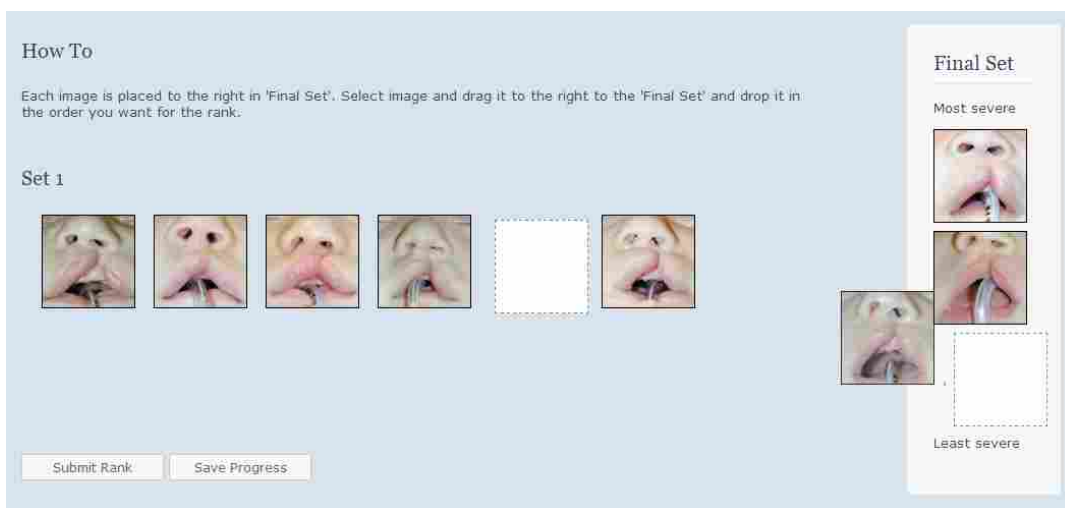 How To
Each image is placed to the right in 'Final Set'. Select image and drag it to the right to the 'Final Set' and drop it in
the order you want for the rank.
Set 1
Submit Rank
Save Progress
Final Set
Most severe
Least severe